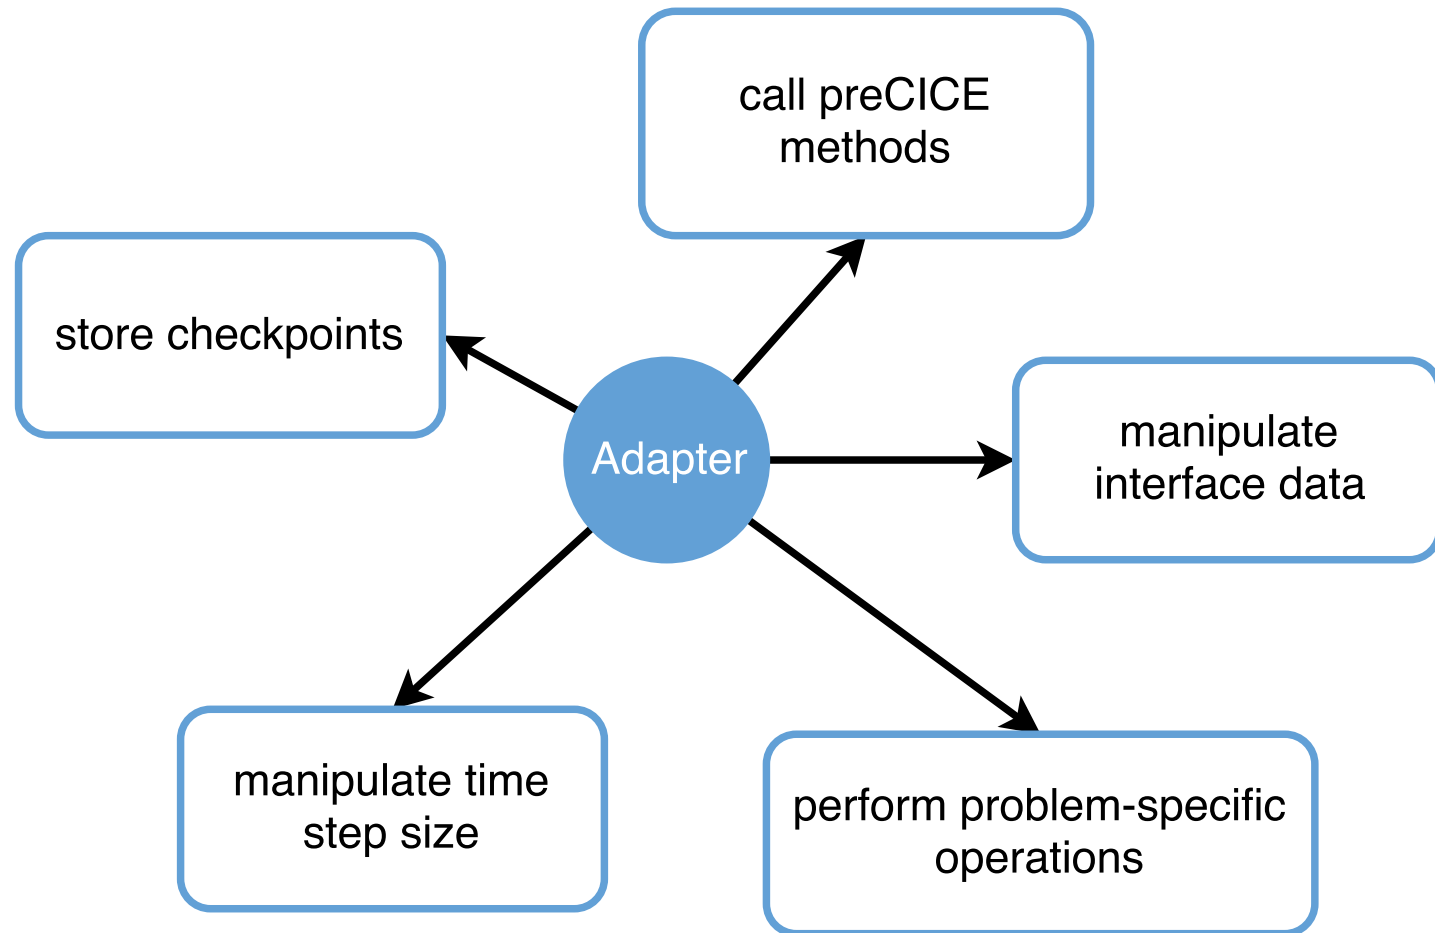 call preCICE
methods
store checkpoints
manipulate
interface data
Adapter
manipulate time
step size
perform problem-specific
operations